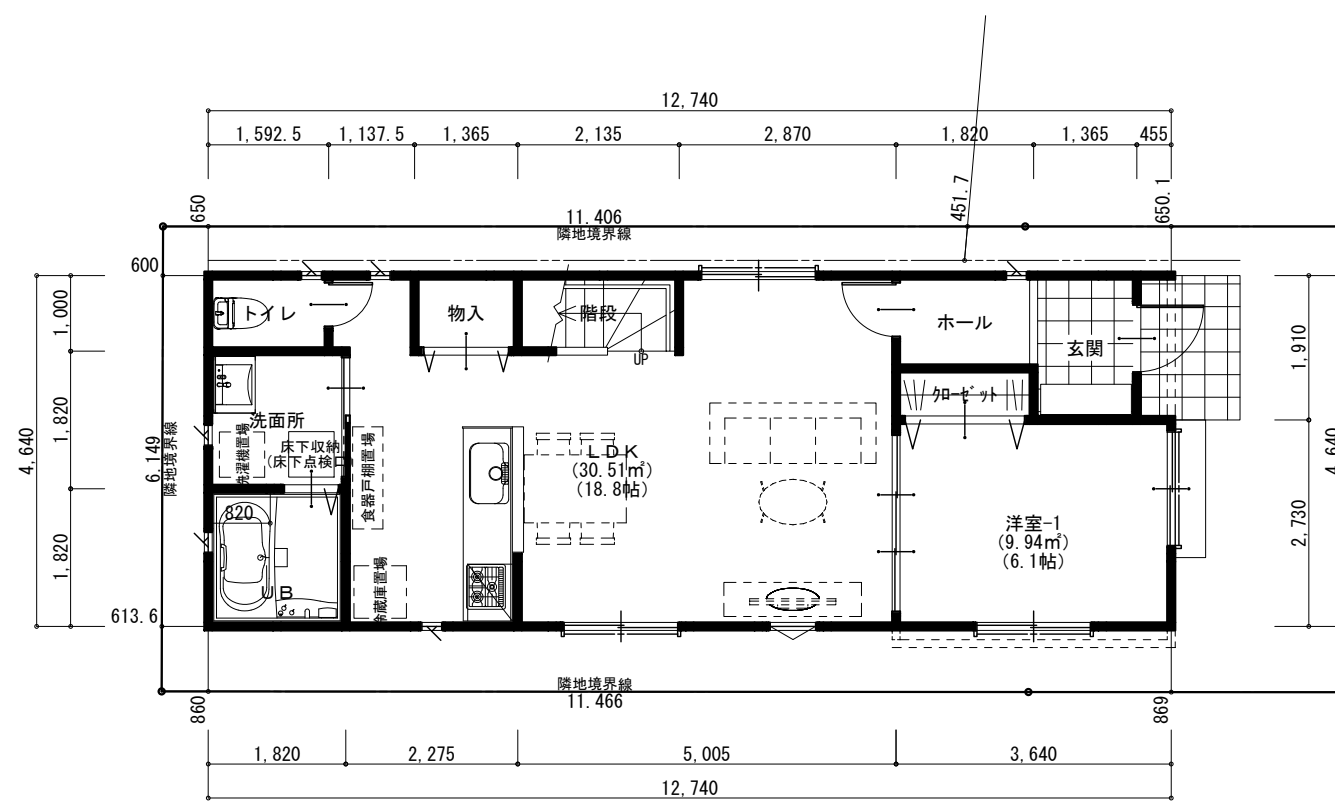 12,740
1,592.5
1,137.5
1,365
2,135
2,870
1,820
1,365
455
650
451.7
650.1
11.406
隣地境界線
600
トイレ
物入
階段
UP
ホール
玄関
クローゼット
洗面所
洗濯機置場
床下収納
(床下点検口)
食器戸棚置場
冷蔵庫置場
820
UB
LDK
(30.51㎡)
(18.8帖)
洋室-1
(9.94㎡)
(6.1帖)
1,000
1,820
1,820
4,640
6.149
隣地境界線
613.6
1,910
2,730
4,640
隣地境界線
11.466
860
869
1,820
2,275
5,005
3,640
12,740